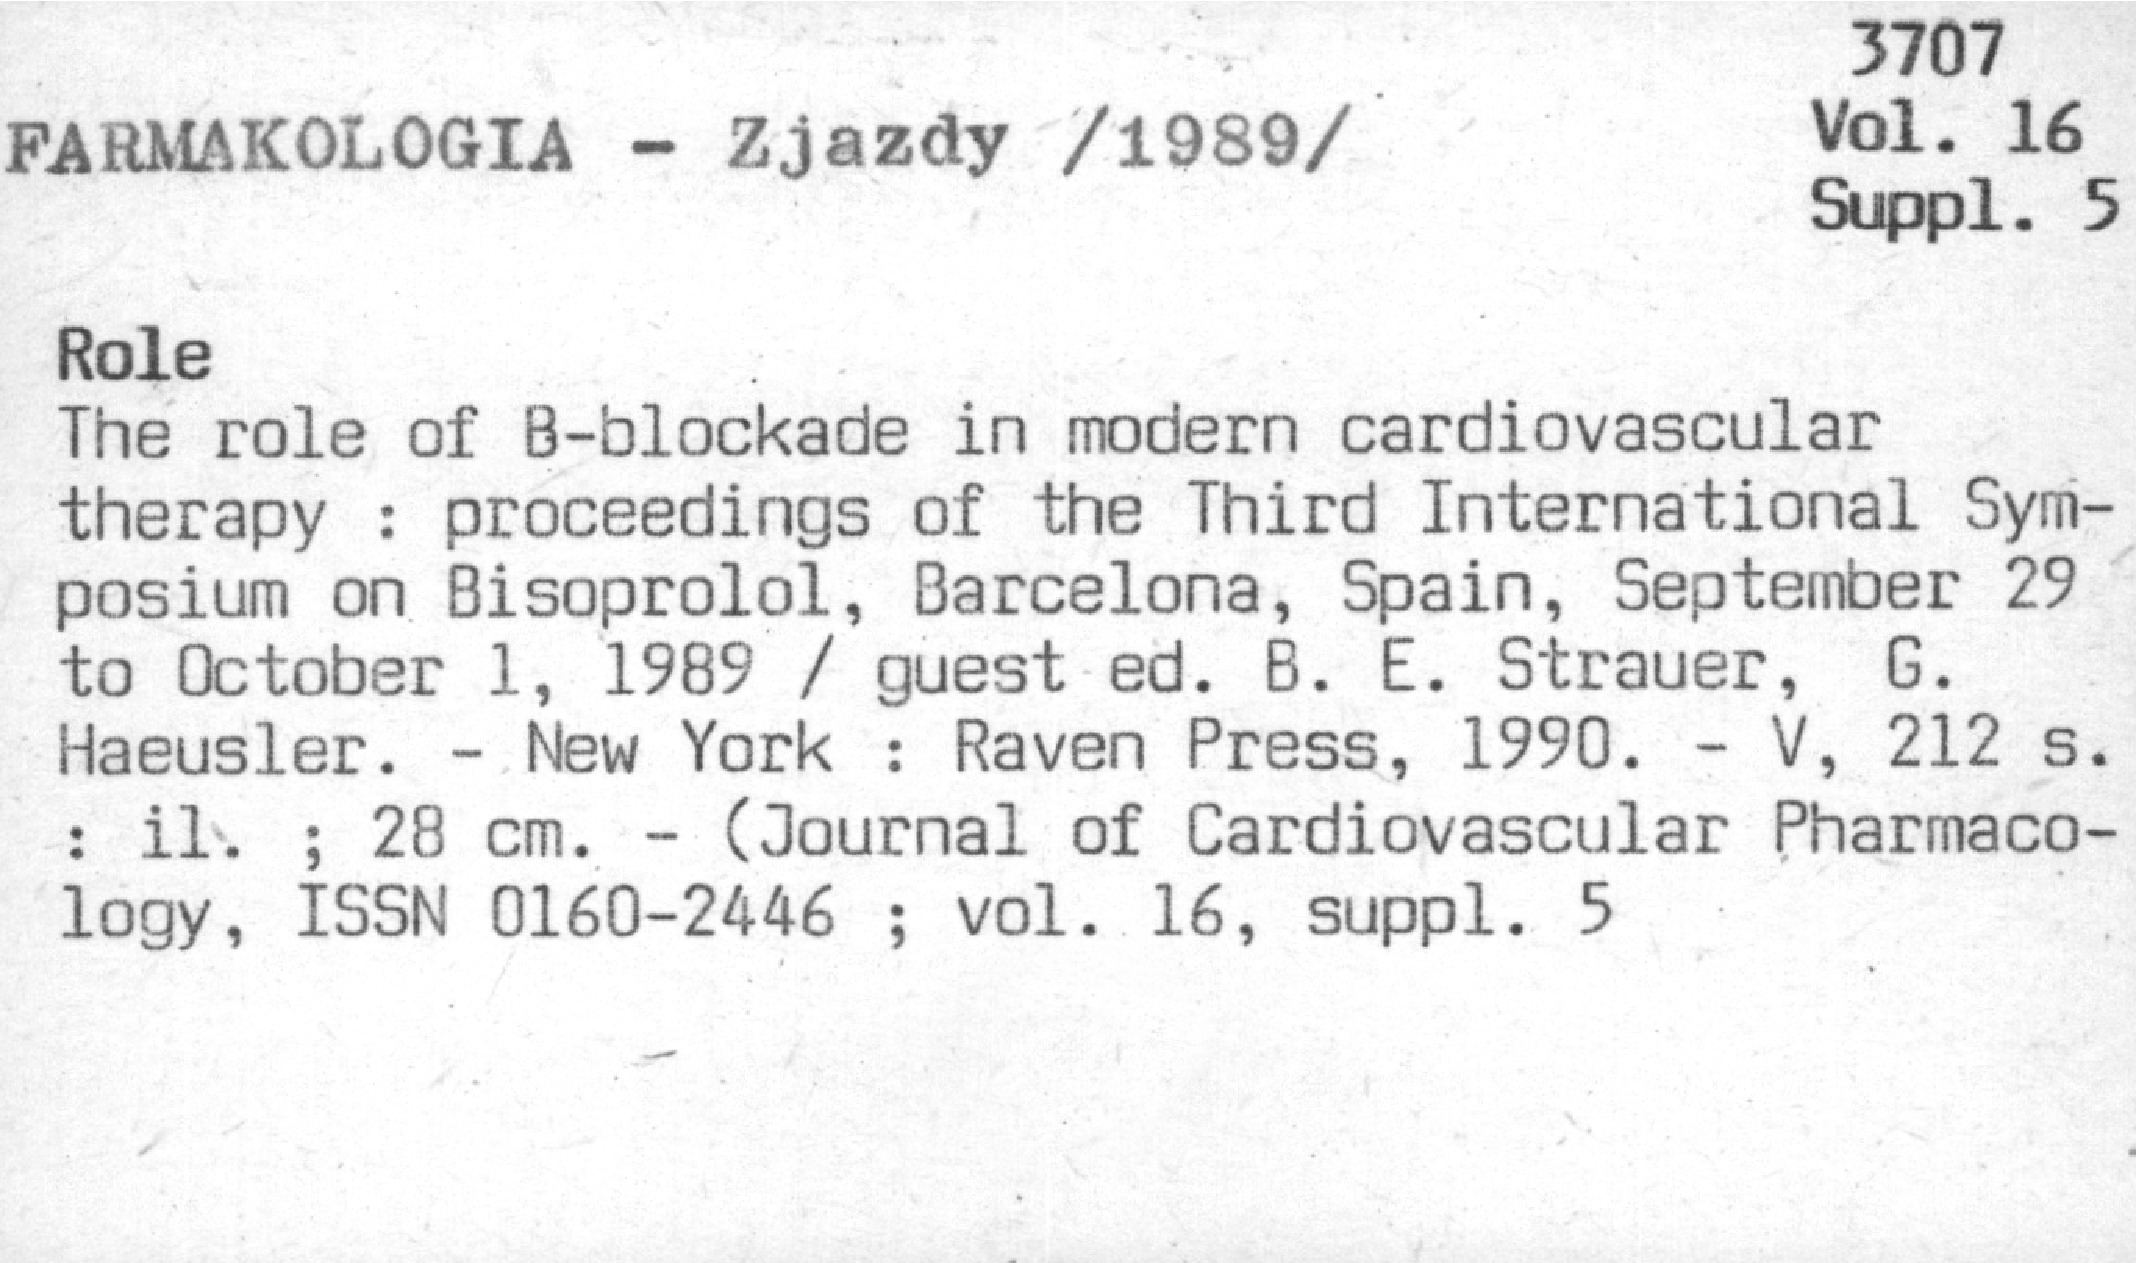 3707
FARMAKOLOGIA - Zjazdy /1989/
Vol. 16
Suppl. 5
Role
The role of B-blockade in modern cardiovascular
therapy : proceedings of the Third International Sym-
posium on Bisoprolol, Barcelona, Spain, September 29
to October 1, 1989 / guest ed. B. E. Strauer, G.
Haeusler. - New York : Raven Press, 1990. - V, 212 s.
: il. ; 28 cm. - (Journal of Cardiovascular Pharmaco-
logy, ISSN 0160-2446 ; vol. 16, suppl. 5